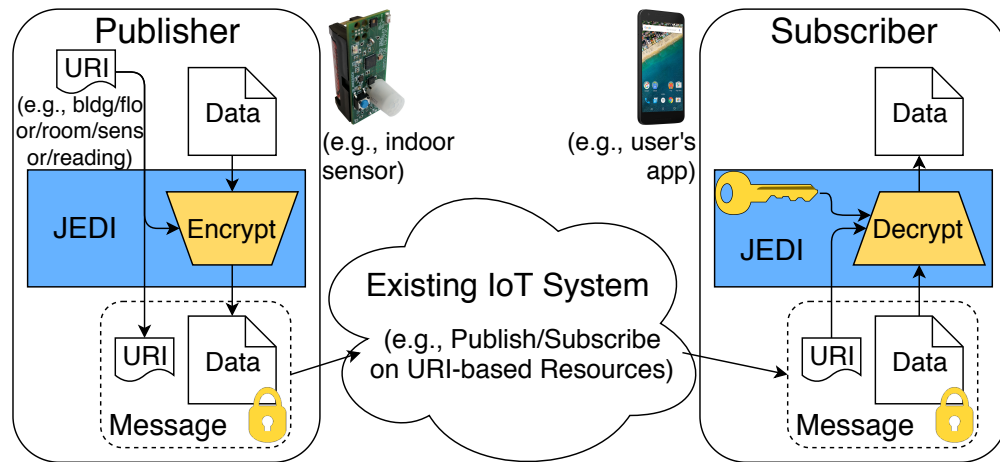 Publisher
URI
(e.g., bldg/flo
or/room/sens
or/reading)
Data
JEDI
Encrypt
URI
Data
Message
(e.g., indoor
sensor)
Existing IoT System
(e.g., Publish/Subscribe
on URI-based Resources)
(e.g., user's
app)
Subscriber
Data
JEDI
Decrypt
URI
Data
Message